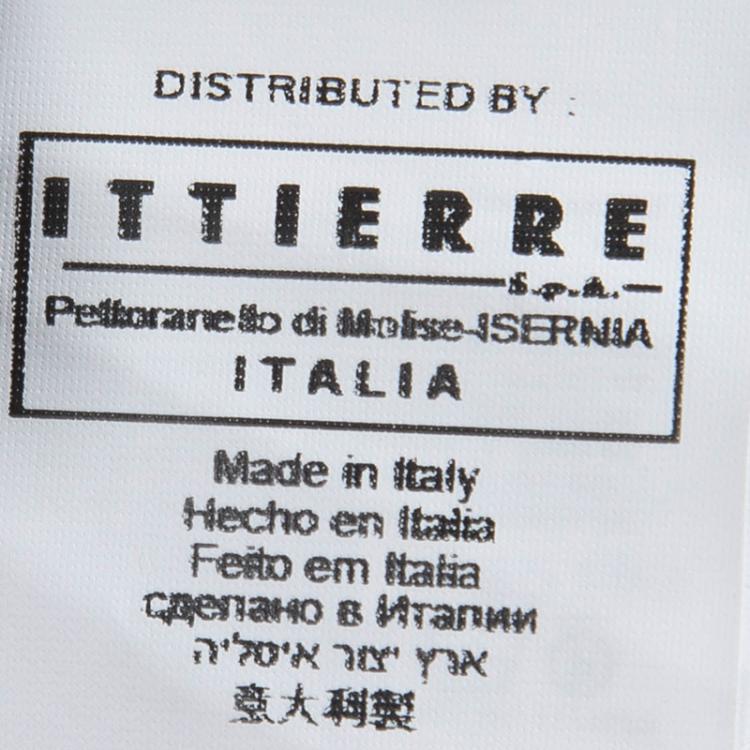 DISTRIBUTED BY :
ITTIERRE
S.p.A.
Pettoranello di Molise-ISERNIA
ITALIA
Made in Italy
Hecho en Italia
Feito em Italia
сделано в Италии
ארץ יצור איטליה
意大利製